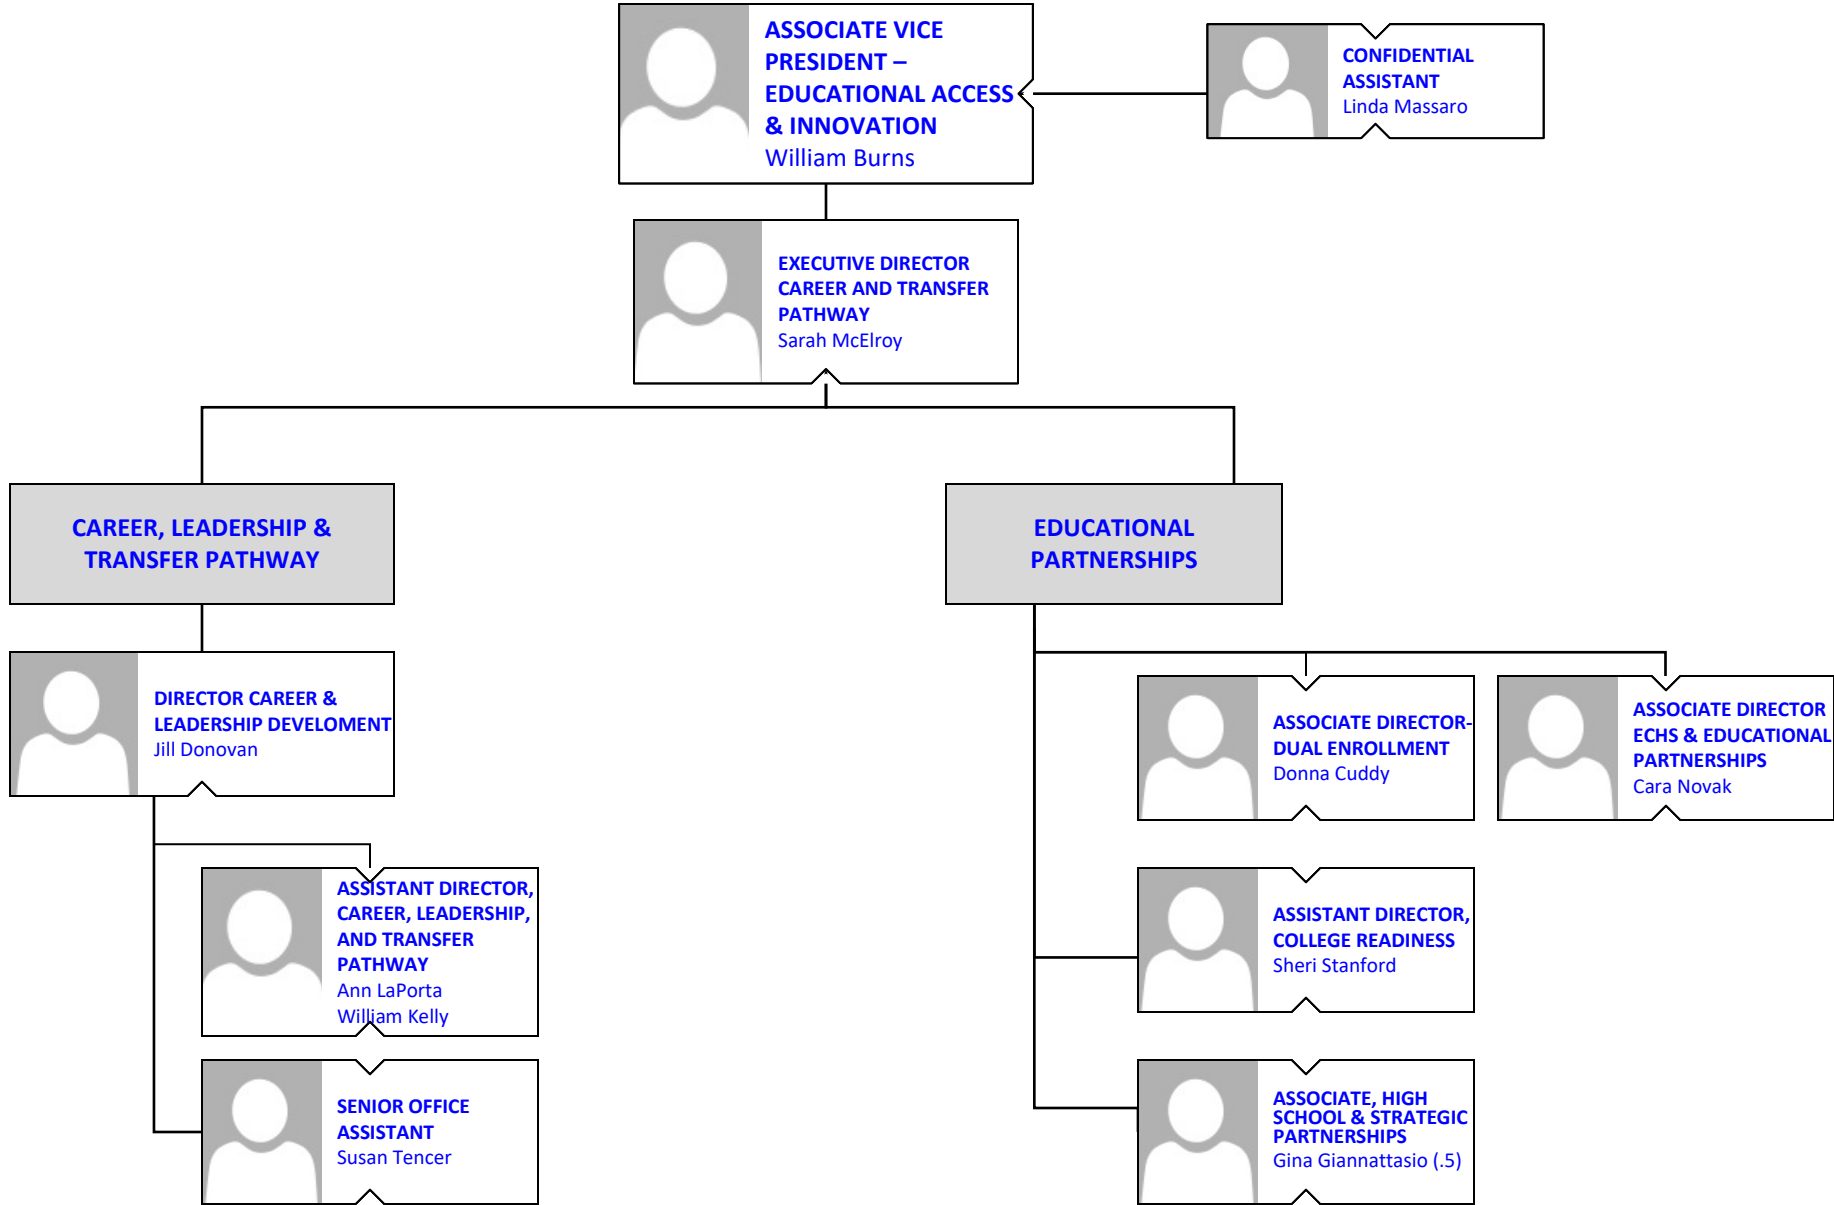 ASSOCIATE VICE
PRESIDENT –
EDUCATIONAL ACCESS
& INNOVATION
William Burns
CONFIDENTIAL
ASSISTANT
Linda Massaro
EXECUTIVE DIRECTOR
CAREER AND TRANSFER
PATHWAY
Sarah McElroy
CAREER, LEADERSHIP &
TRANSFER PATHWAY
EDUCATIONAL
PARTNERSHIPS
DIRECTOR CAREER &
LEADERSHIP DEVELOMENT
Jill Donovan
ASSOCIATE DIRECTOR-
DUAL ENROLLMENT
Donna Cuddy
ASSOCIATE DIRECTOR
ECHS & EDUCATIONAL
PARTNERSHIPS
Cara Novak
ASSISTANT DIRECTOR,
CAREER, LEADERSHIP,
AND TRANSFER
PATHWAY
Ann LaPorta
William Kelly
ASSISTANT DIRECTOR,
COLLEGE READINESS
Sheri Stanford
SENIOR OFFICE
ASSISTANT
Susan Tencer
ASSOCIATE, HIGH
SCHOOL & STRATEGIC
PARTNERSHIPS
Gina Giannattasio (.5)